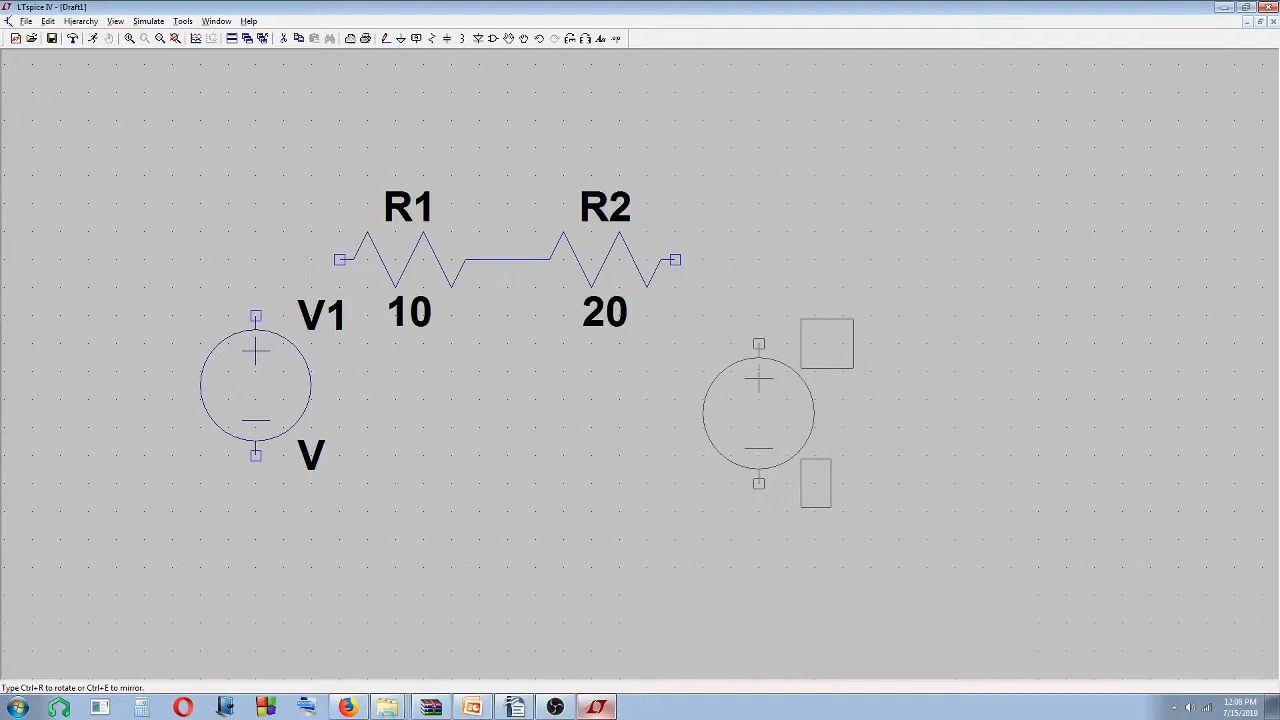 LTspice IV - [Draft1]
File Edit Hierarchy View Simulate Tools Window Help
R1 R2
V1 10 20
V
Type Ctrl+R to rotate or Ctrl+E to mirror.
12:08 PM
7/15/2019